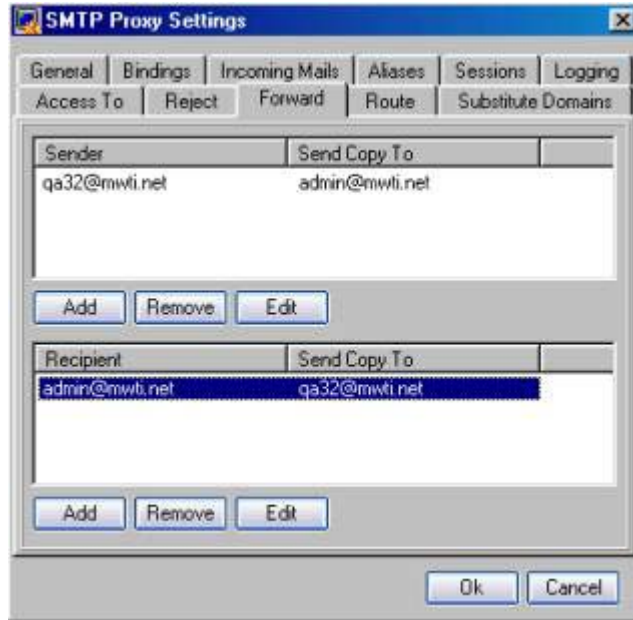 SMTP Proxy Settings
General Bindings Incoming Mails Aliases Sessions Logging
Access To Reject Forward Route Substitute Domains
Sender Send Copy To
qa32@mwti.net admin@mwti.net
Add Remove Edit
Recipient Send Copy To
admin@mwti.net qa32@mwti.net
Add Remove Edit
Ok Cancel